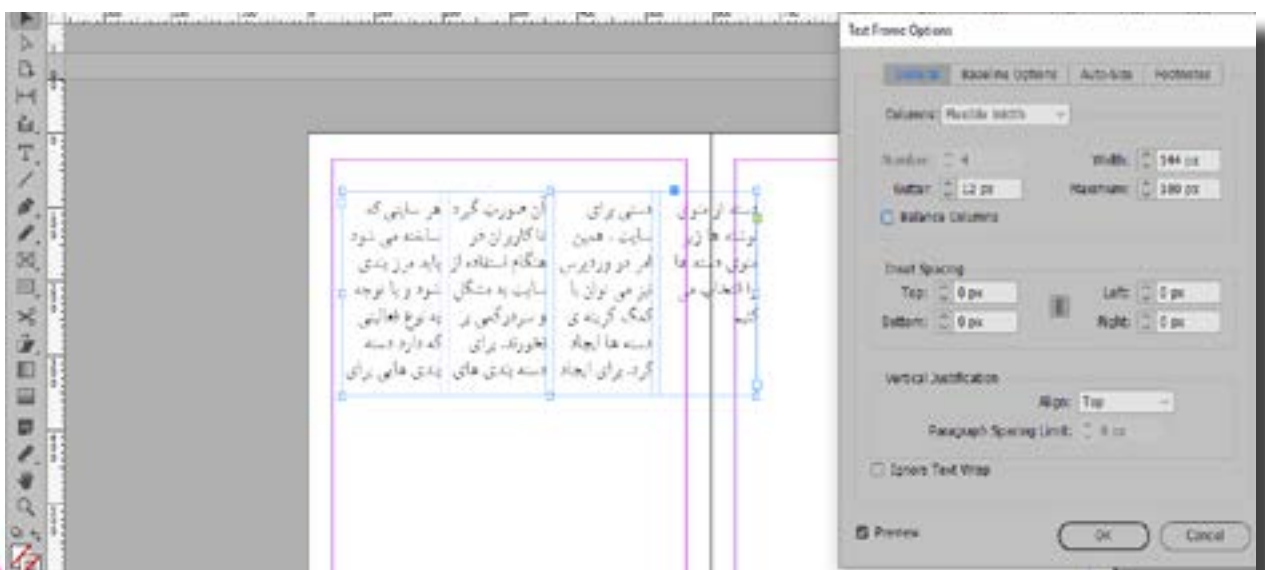 Text Frame Options
General Baseline Options Auto-Size Footnotes
Columns: Flexible Width
Number: 4 Width: 144 px
Gutter: 12 px Maximum: 180 px
Balance Columns
Inset Spacing
Top: 0 px Left: 0 px
Bottom: 0 px Right: 0 px
Vertical Justification
Align: Top
Paragraph Spacing Limit: 0 px
Ignore Text Wrap
Preview OK Cancel
هر سایتی که
ساخته می شود
باید مرز بندی
شود و با توجه
به نوع فعالیتی
که دارد دسته
بندی هایی برای
آن صورت گیرد
تا کاربران در
هنگام استفاده از
سایت به مشکل
و سردرگمی بر
نخورند. برای
دسته بندی های
دستی برای
سایت ، همین
امر در وردپرس
نیز می توان با
کمک گزینه ی
دسته ها ایجاد
کرد. برای ایجاد
دسته از منوی
نوشته ها زیر
منوی دسته ها
را انتخاب می
کنیم